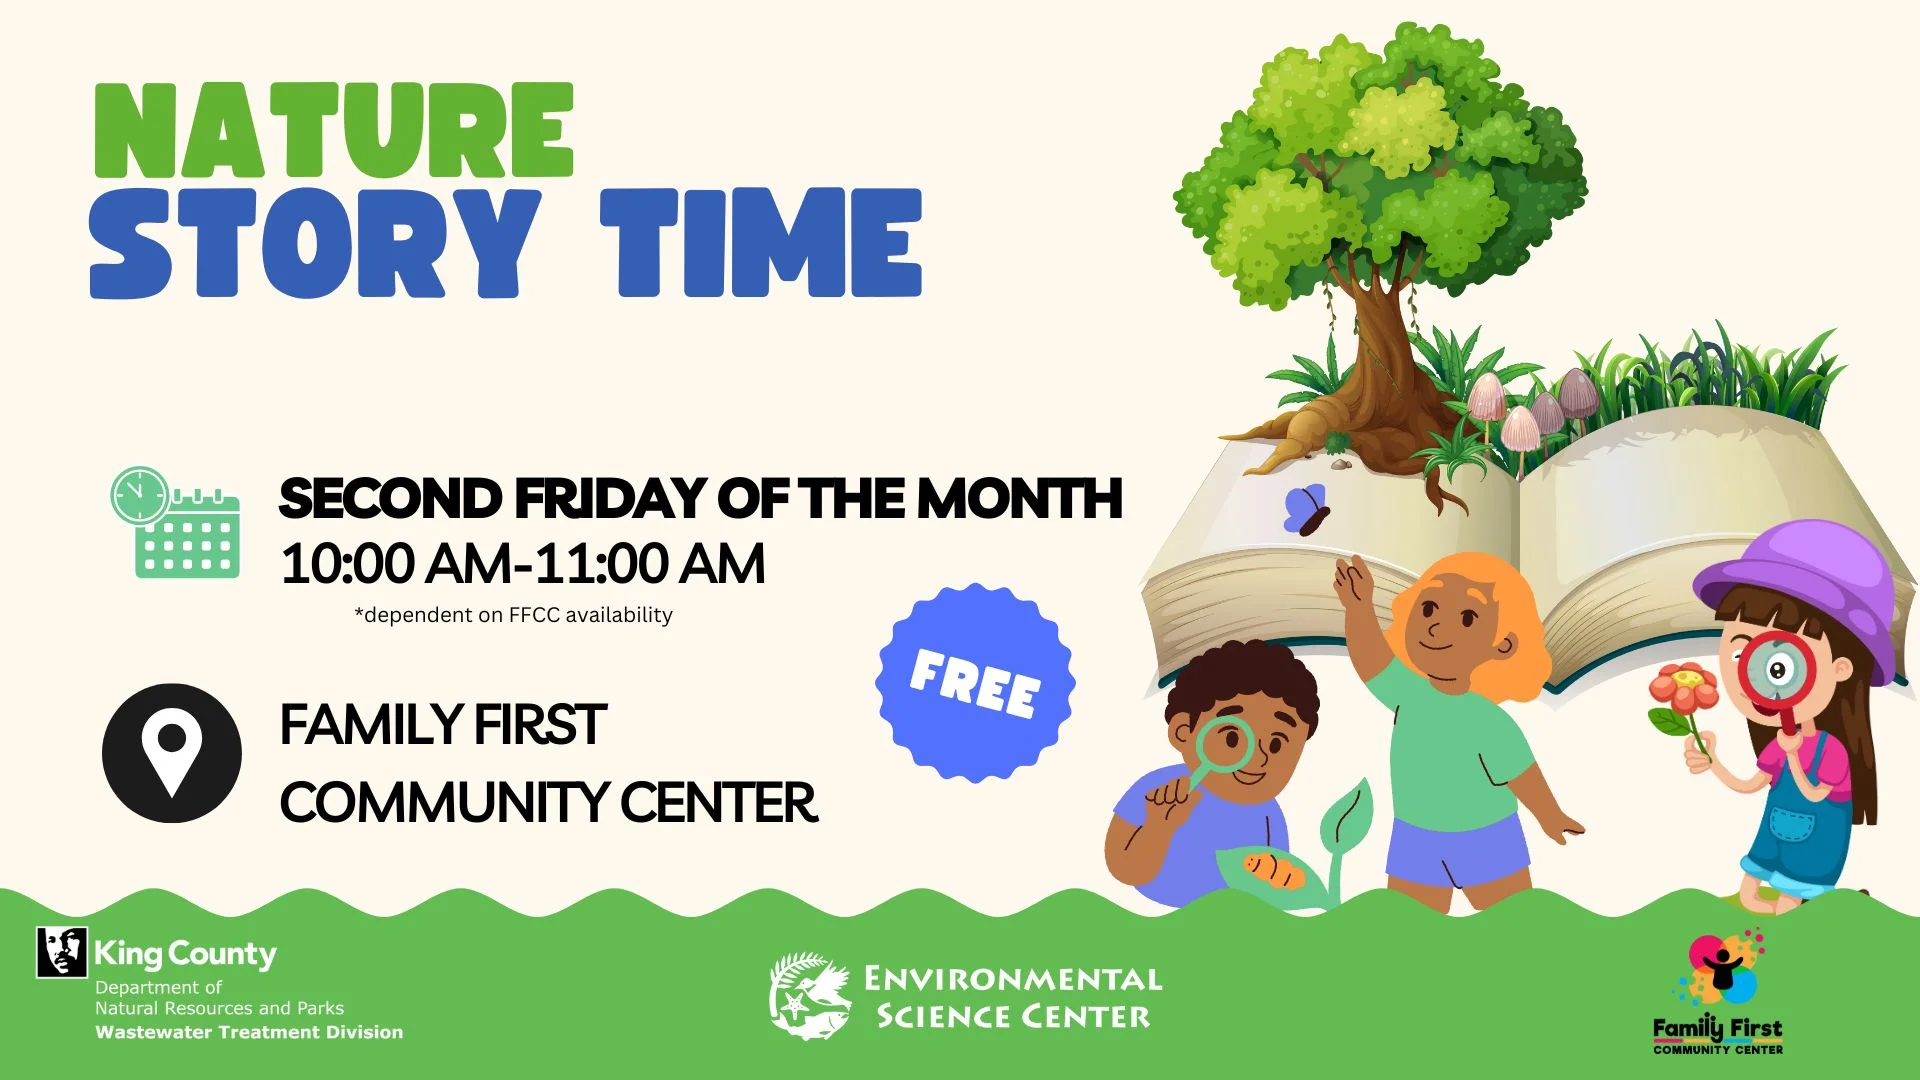 NATURE
STORY TIME
SECOND FRIDAY OF THE MONTH
10:00 AM-11:00 AM
*dependent on FFCC availability
FREE
FAMILY FIRST
COMMUNITY CENTER
King County
Department of
Natural Resources and Parks
Wastewater Treatment Division
ENVIRONMENTAL
SCIENCE CENTER
Family First
COMMUNITY CENTER